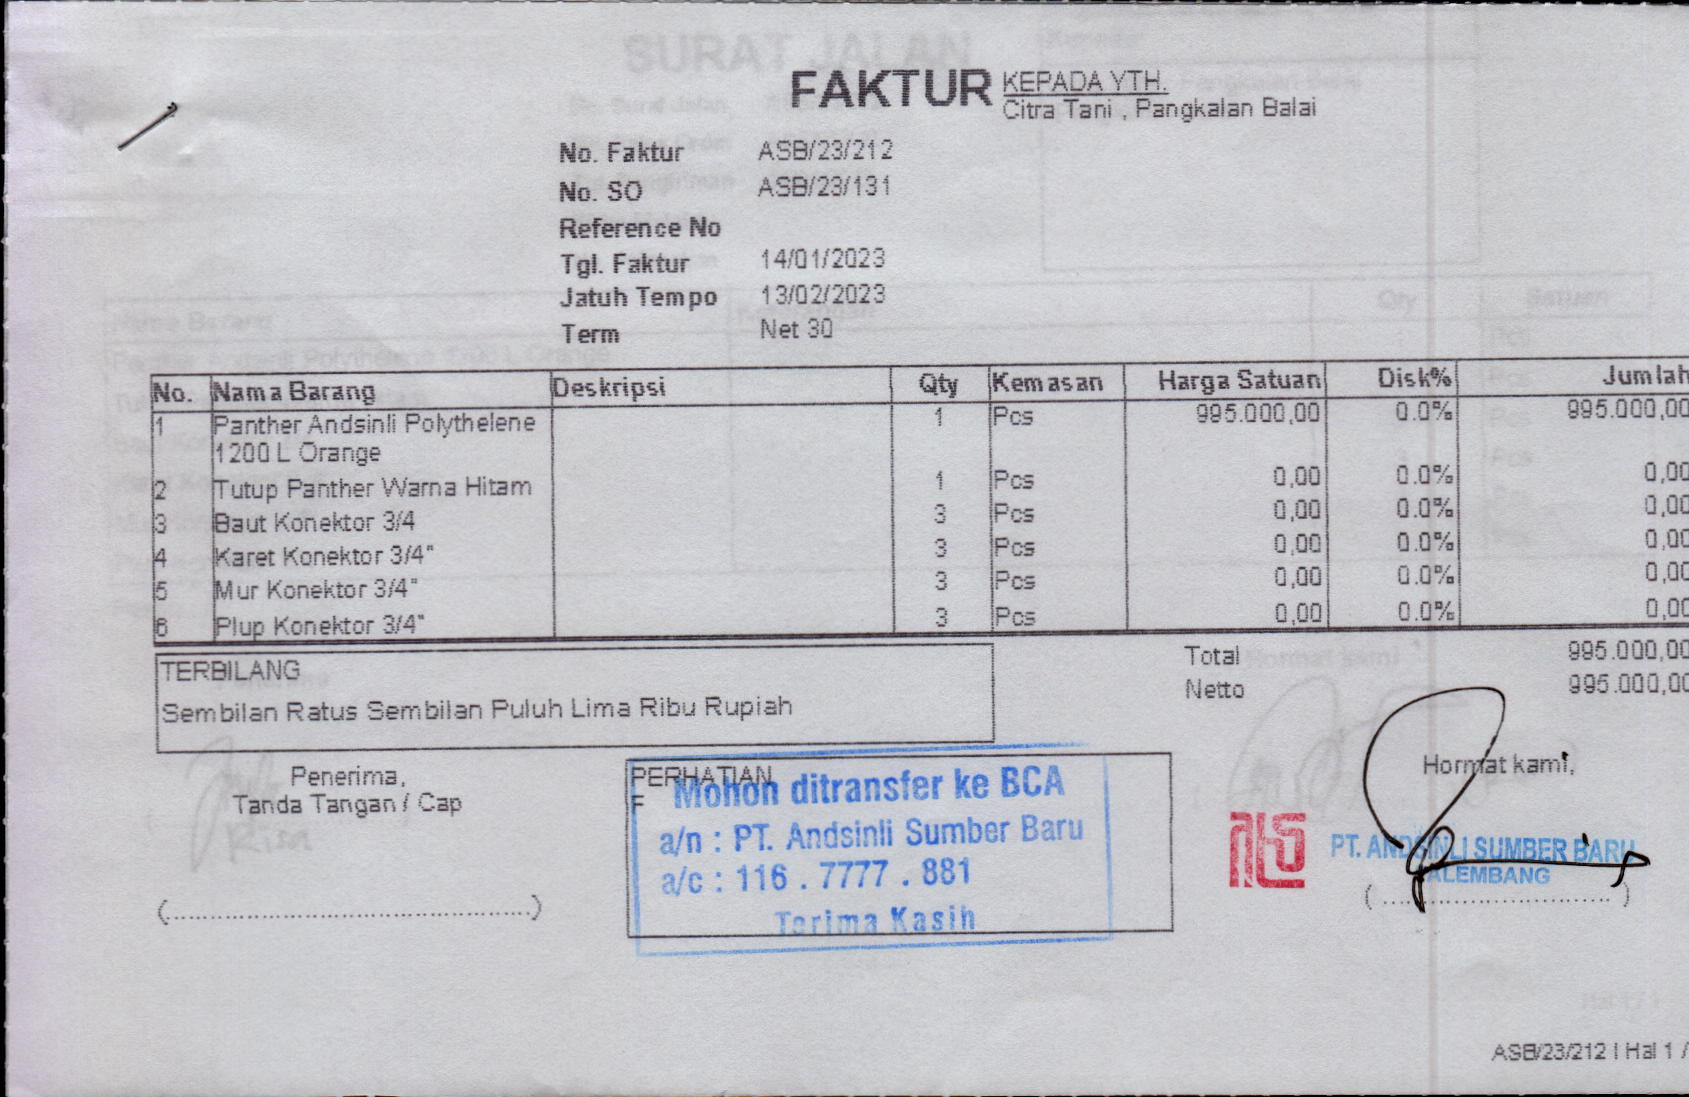 FAKTUR
KEPADA YTH.
Citra Tani , Pangkalan Balai
No. Faktur ASB/23/212
No. SO ASB/23/131
Reference No
Tgl. Faktur 14/01/2023
Jatuh Tempo 13/02/2023
Term Net 30
No. Nama Barang Deskripsi Qty Kemasan Harga Satuan Disk% Jumlah
1 Panther Andsinli Polythelene 1 Pcs 995.000,00 0.0% 995.000,00
1200 L Orange
2 Tutup Panther Warna Hitam 1 Pcs 0,00 0.0% 0,00
3 Baut Konektor 3/4 3 Pcs 0,00 0.0% 0,00
4 Karet Konektor 3/4" 3 Pcs 0,00 0.0% 0,00
5 Mur Konektor 3/4" 3 Pcs 0,00 0.0% 0,00
6 Plup Konektor 3/4" 3 Pcs 0,00 0.0% 0,00
Total 995.000,00
Netto 995.000,00
TERBILANG
Sembilan Ratus Sembilan Puluh Lima Ribu Rupiah
Penerima,
Tanda Tangan / Cap
(..............................................)
PERHATIAN
F
Mohon ditransfer ke BCA
a/n : PT. Andsinli Sumber Baru
a/c : 116 . 7777 . 881
Terima Kasih
Hormat kami,
PT. ANDSINLI SUMBER BARU
PALEMBANG
( .............................. )
ASB/23/212 | Hal 1 /